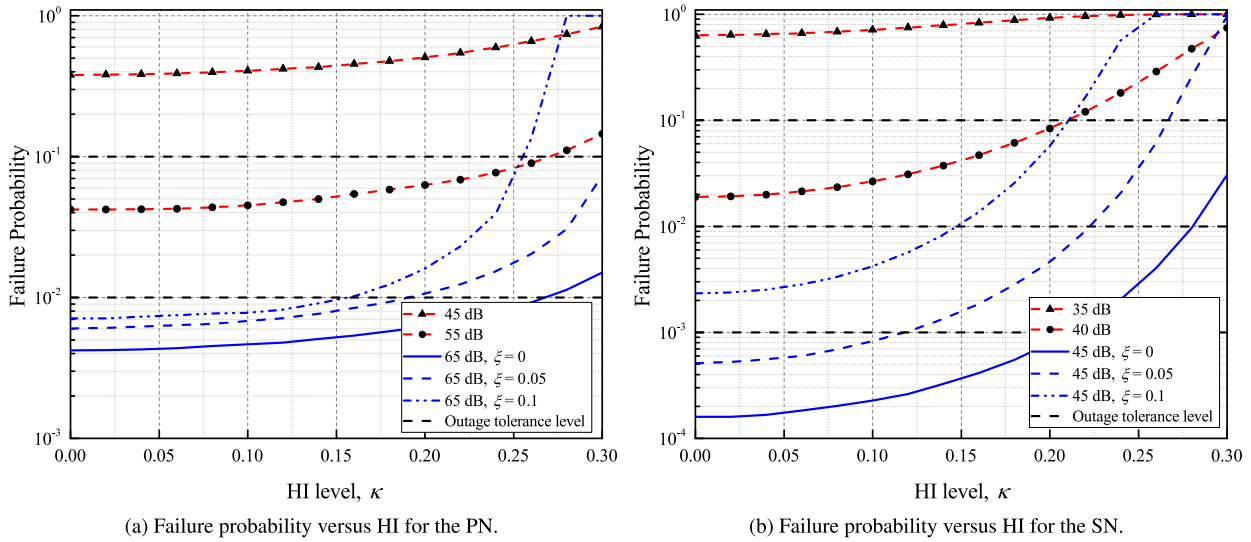 10⁰
10⁻¹
10⁻²
10⁻³
Failure Probability
0.00 0.05 0.10 0.15 0.20 0.25 0.30
HI level, κ
45 dB
55 dB
65 dB, ξ = 0
65 dB, ξ = 0.05
65 dB, ξ = 0.1
Outage tolerance level
(a) Failure probability versus HI for the PN.
10⁰
10⁻¹
10⁻²
10⁻³
10⁻⁴
Failure Probability
0.00 0.05 0.10 0.15 0.20 0.25 0.30
HI level, κ
35 dB
40 dB
45 dB, ξ = 0
45 dB, ξ = 0.05
45 dB, ξ = 0.1
Outage tolerance level
(b) Failure probability versus HI for the SN.